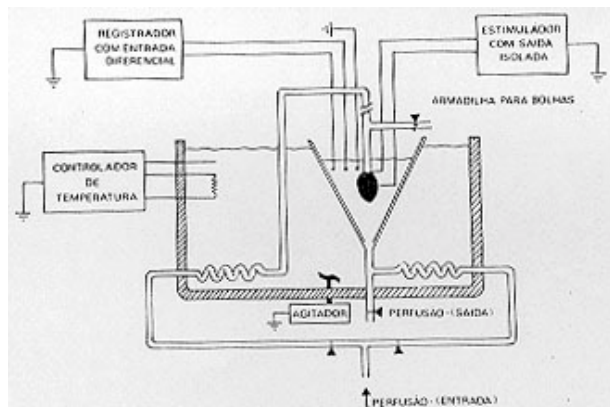 REGISTRADOR
COM ENTRADA
DIFERENCIAL
ESTIMULADOR
COM SAÍDA
ISOLADA
ARMADILHA PARA BOLHAS
CONTROLADOR
DE
TEMPERATURA
AGITADOR
PERFUSÃO-(SAÍDA)
PERFUSÃO-(ENTRADA)